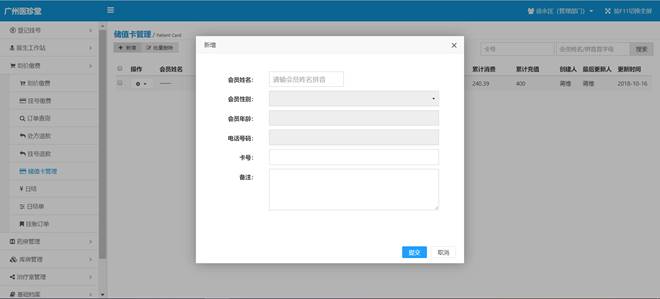 广州医珍堂
(管理部门)
按F11切换全屏
登记挂号
医生工作站
划价缴费
划价缴费
挂号缴费
订单查询
处方退款
挂号退款
储值卡管理
日结
日结单
挂账订单
药房管理
库房管理
治疗室管理
基础档案
储值卡管理 / Patient Card
新增 批量删除
卡号 会员姓名/拼音首字母 搜索
操作 会员姓名 累计消费 累计充值 创建人 最后更新人 更新时间
240.39 400 蒋维 蒋维 2018-10-16
新增
会员姓名: 请输会员姓名拼音
会员性别:
会员年龄:
电话号码:
卡号:
备注:
提交 取消